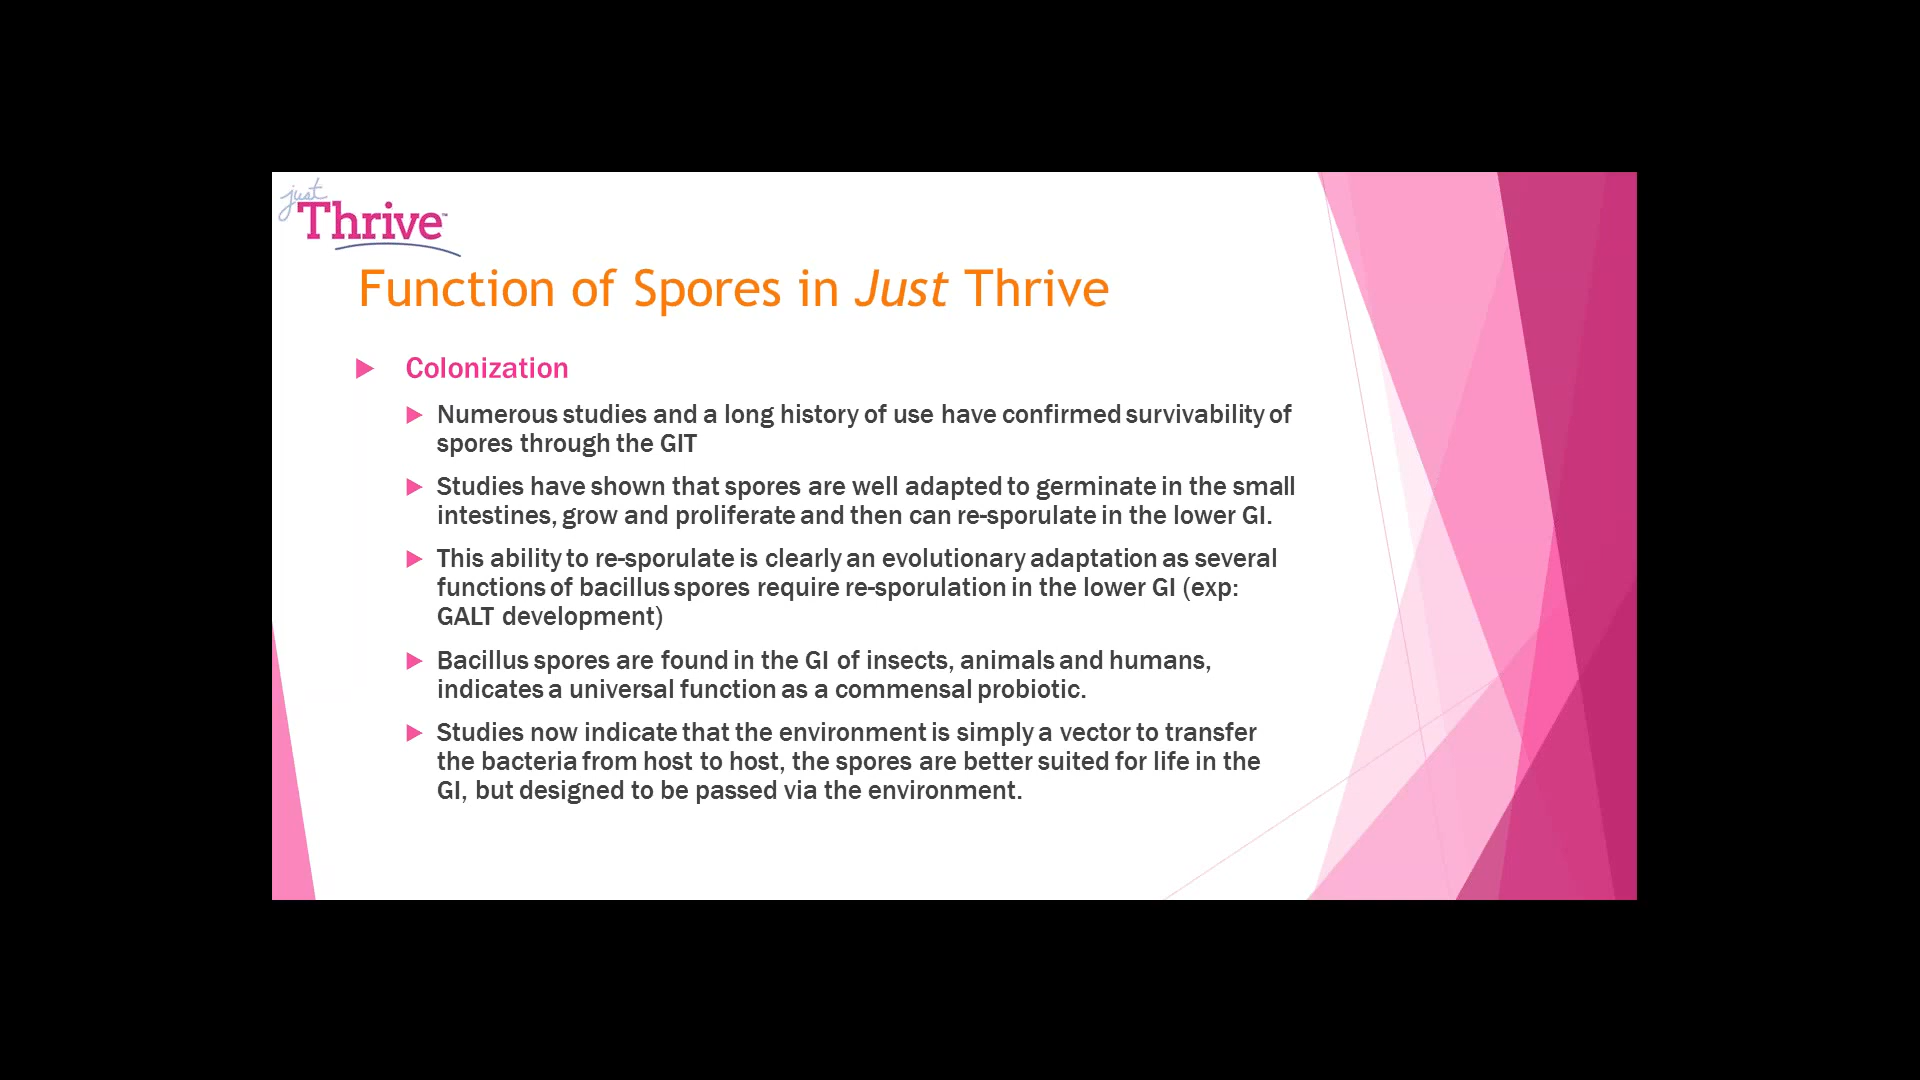 just
Thrive™
Function of Spores in Just Thrive
Colonization
Numerous studies and a long history of use have confirmed survivability of
spores through the GIT
Studies have shown that spores are well adapted to germinate in the small
intestines, grow and proliferate and then can re-sporulate in the lower GI.
This ability to re-sporulate is clearly an evolutionary adaptation as several
functions of bacillus spores require re-sporulation in the lower GI (exp:
GALT development)
Bacillus spores are found in the GI of insects, animals and humans,
indicates a universal function as a commensal probiotic.
Studies now indicate that the environment is simply a vector to transfer
the bacteria from host to host, the spores are better suited for life in the
GI, but designed to be passed via the environment.